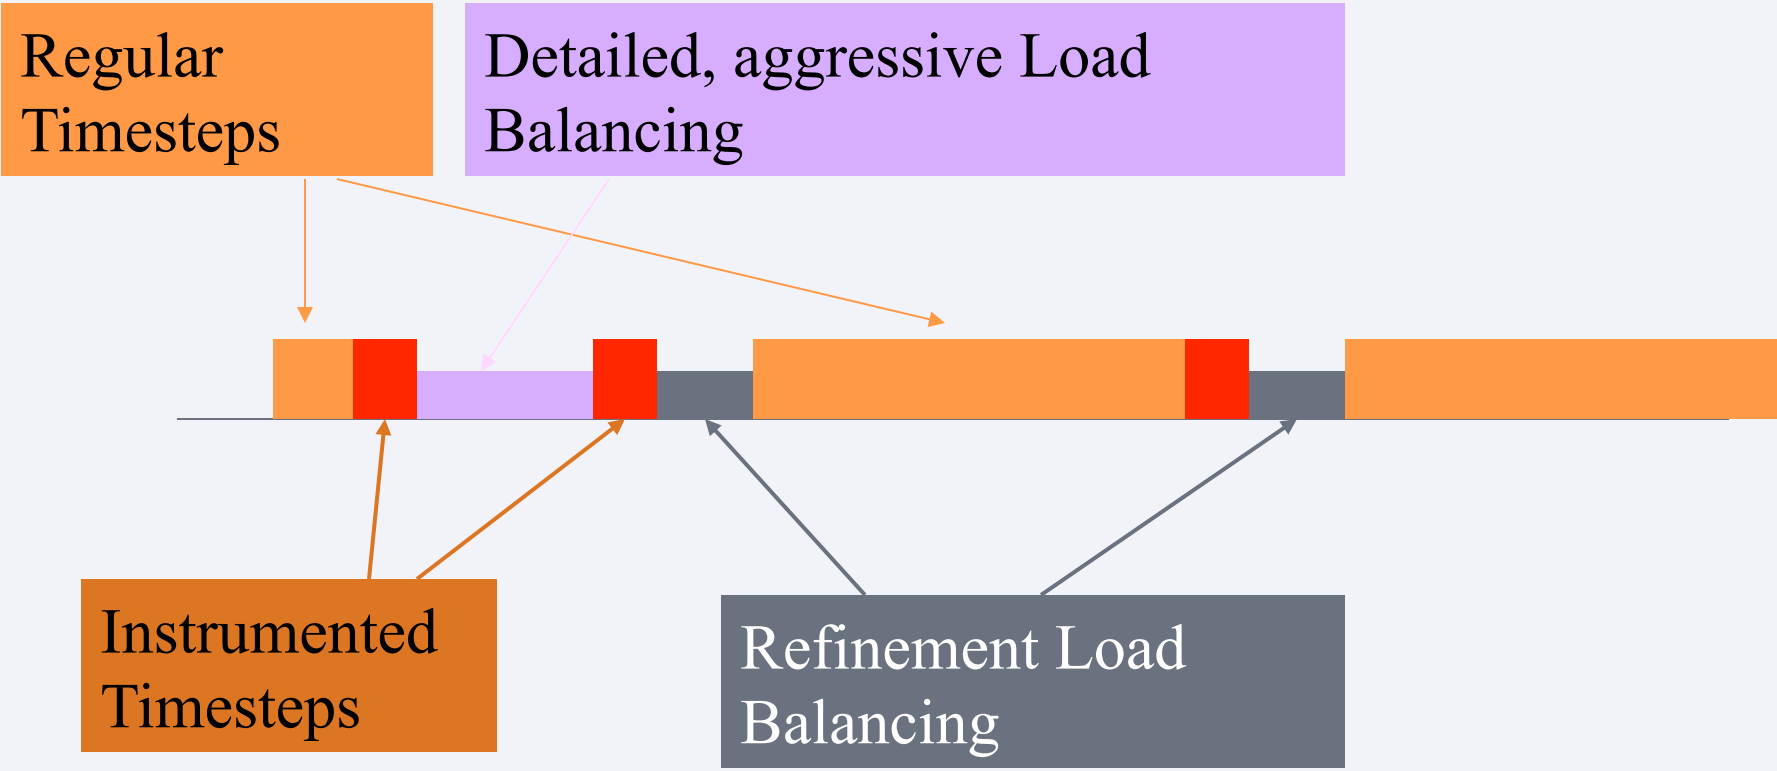 Regular
Timesteps
Detailed, aggressive Load
Balancing
Instrumented
Timesteps
Refinement Load
Balancing